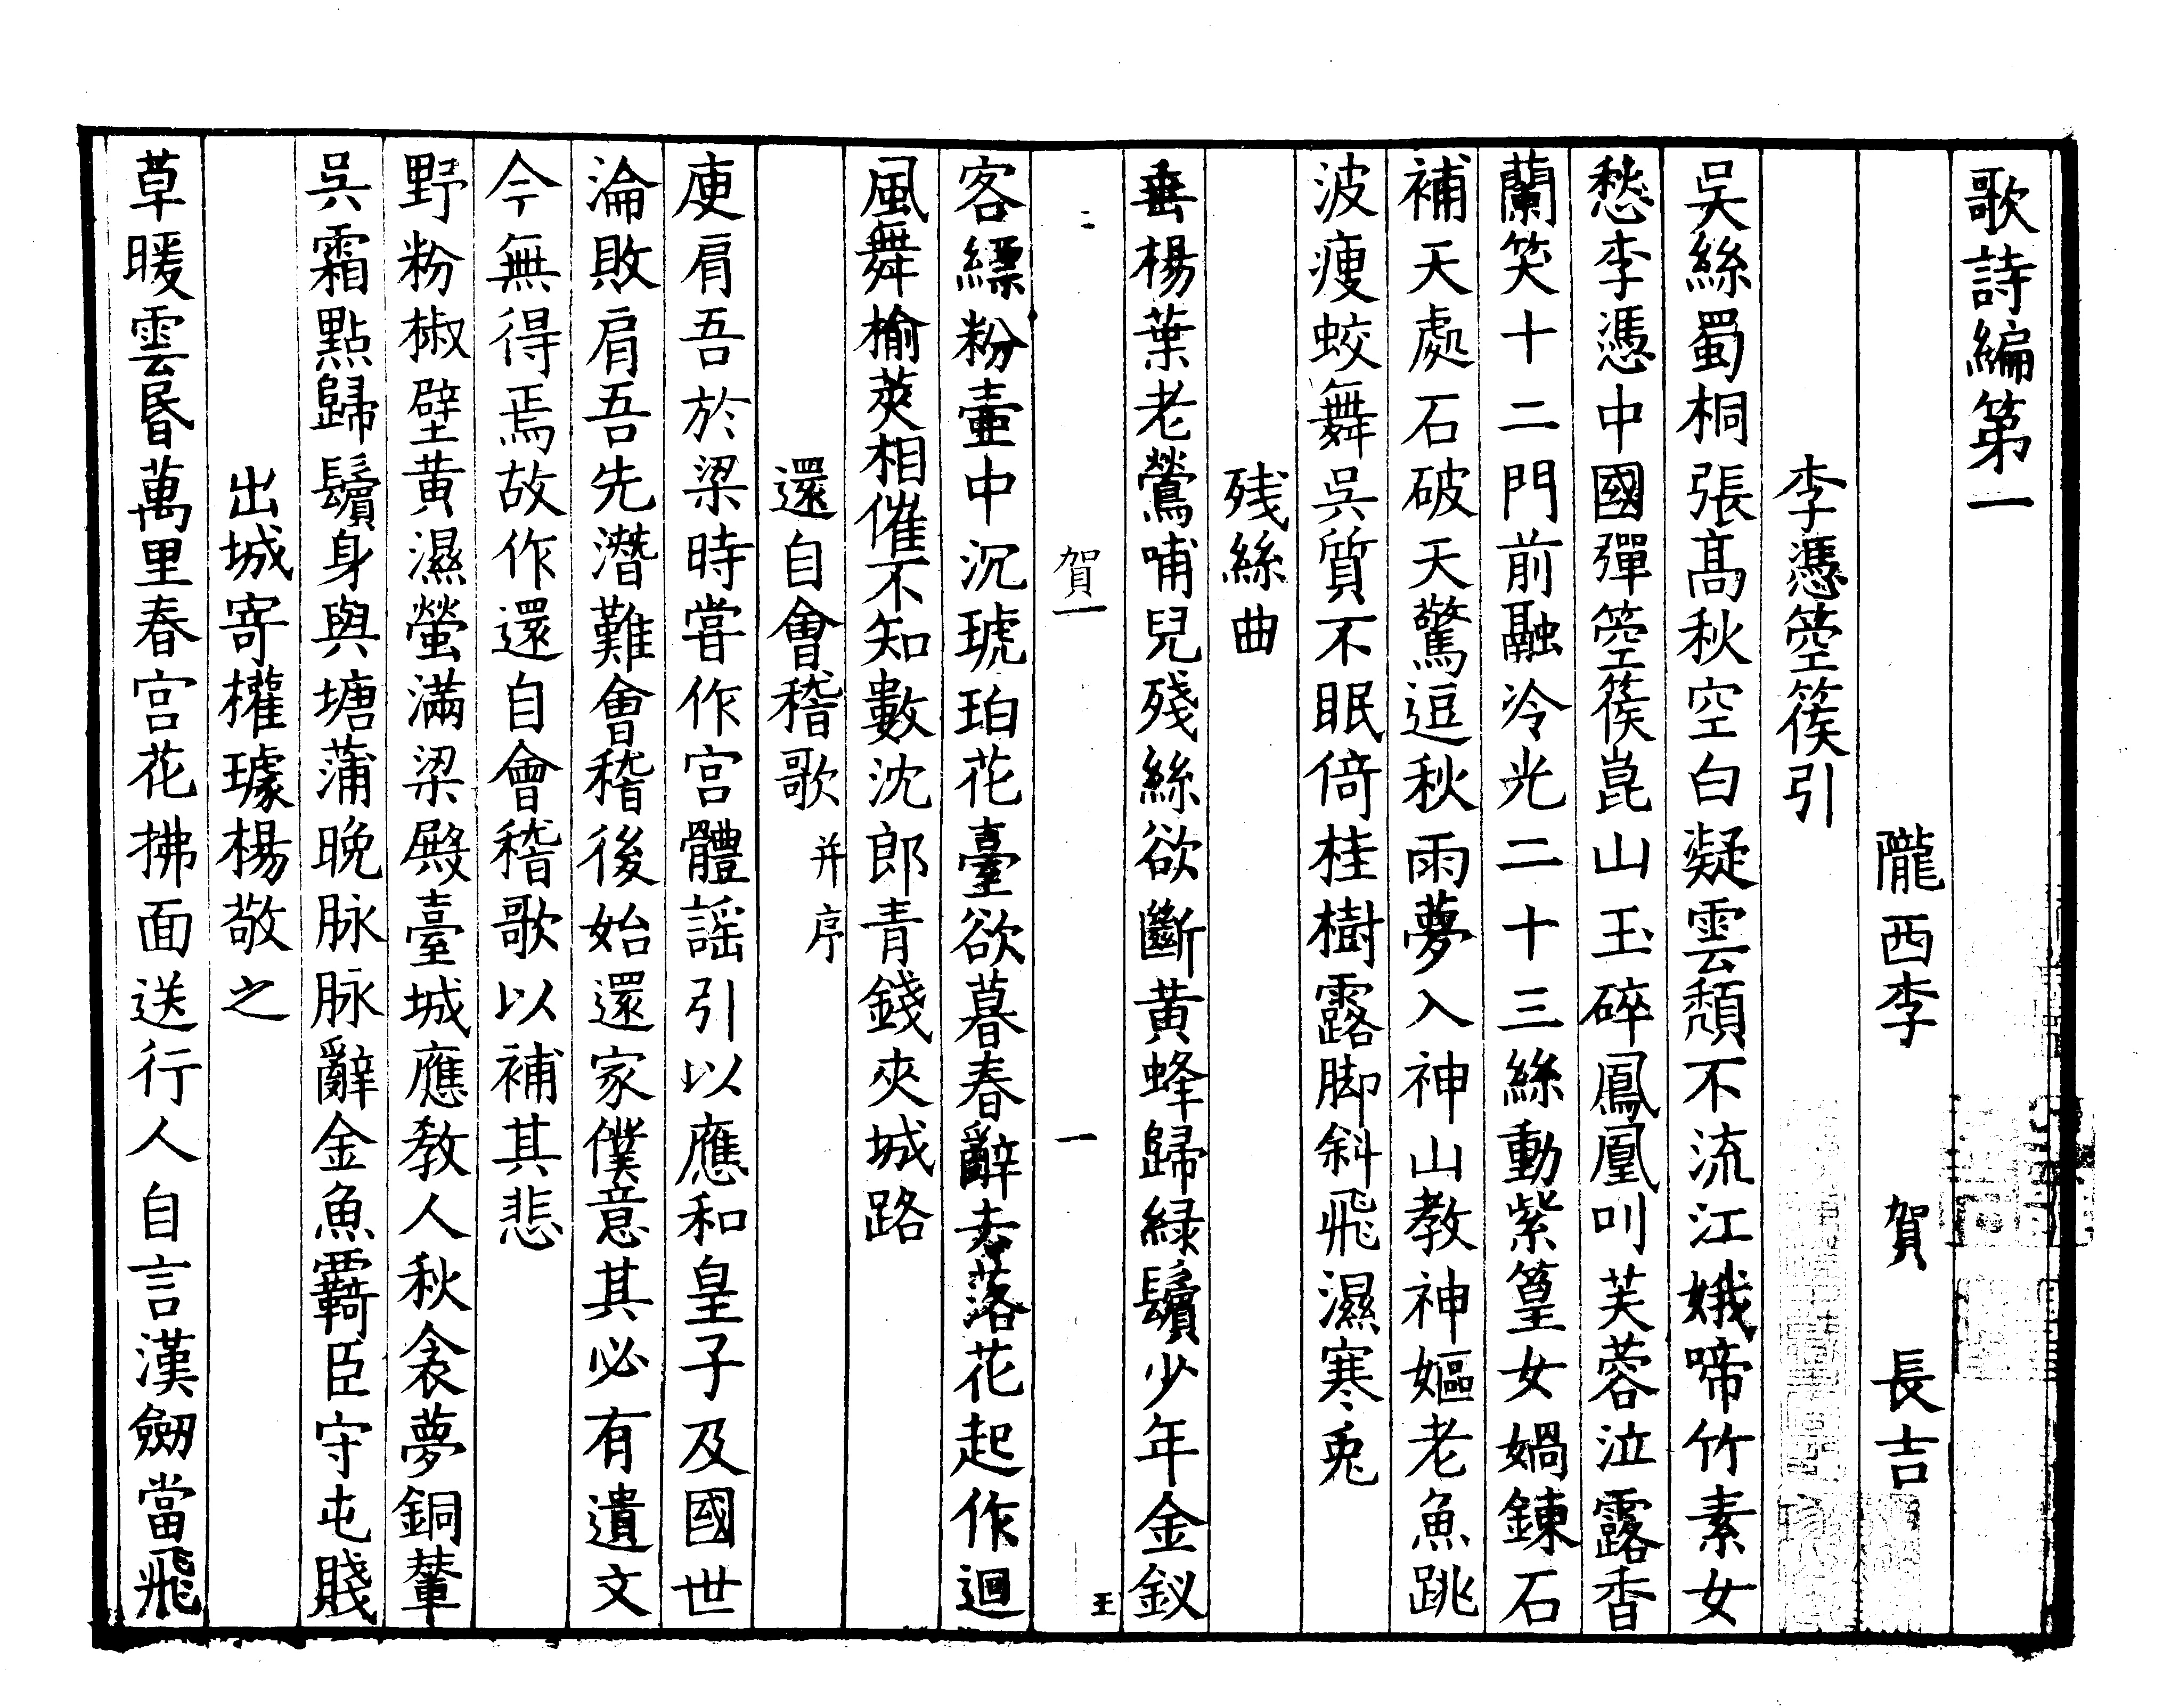 歌詩編第一
隴西李　賀　長吉
李憑箜篌引
吳絲蜀桐張高秋空白凝雲頽不流江娥啼竹素女
愁李憑中國彈箜篌崑山玉碎鳳凰叫芙蓉泣露香
蘭笑十二門前融冷光二十三絲動紫篁女媧鍊石
補天處石破天驚逗秋雨夢入神山教神嫗老魚跳
波瘦蛟舞吳質不眠倚桂樹露脚斜飛濕寒兎
残絲曲
垂楊葉老鶯哺兒殘絲欲斷黃蜂歸緑鬢少年金釵
賀一
一
王
客縹粉壷中沉琥珀花臺欲暮春辭去落花起作迴
風舞榆莢相催不知數沈郎青錢夾城路
還自會稽歌 并序
庾肩吾於梁時甞作宮體謡引以應和皇子及國世
淪敗肩吾先潛難會稽後始還家僕意其必有遺文
今無得焉故作還自會稽歌以補其悲
野粉椒壁黃濕螢滿梁殿臺城應教人秋衾夢銅輦
吳霜點歸鬢身與塘蒲晚脉脉辭金魚羈臣守屯賤
出城寄權璩楊敬之
草暖雲昏萬里春宮花拂面送行人自言漢劒當飛